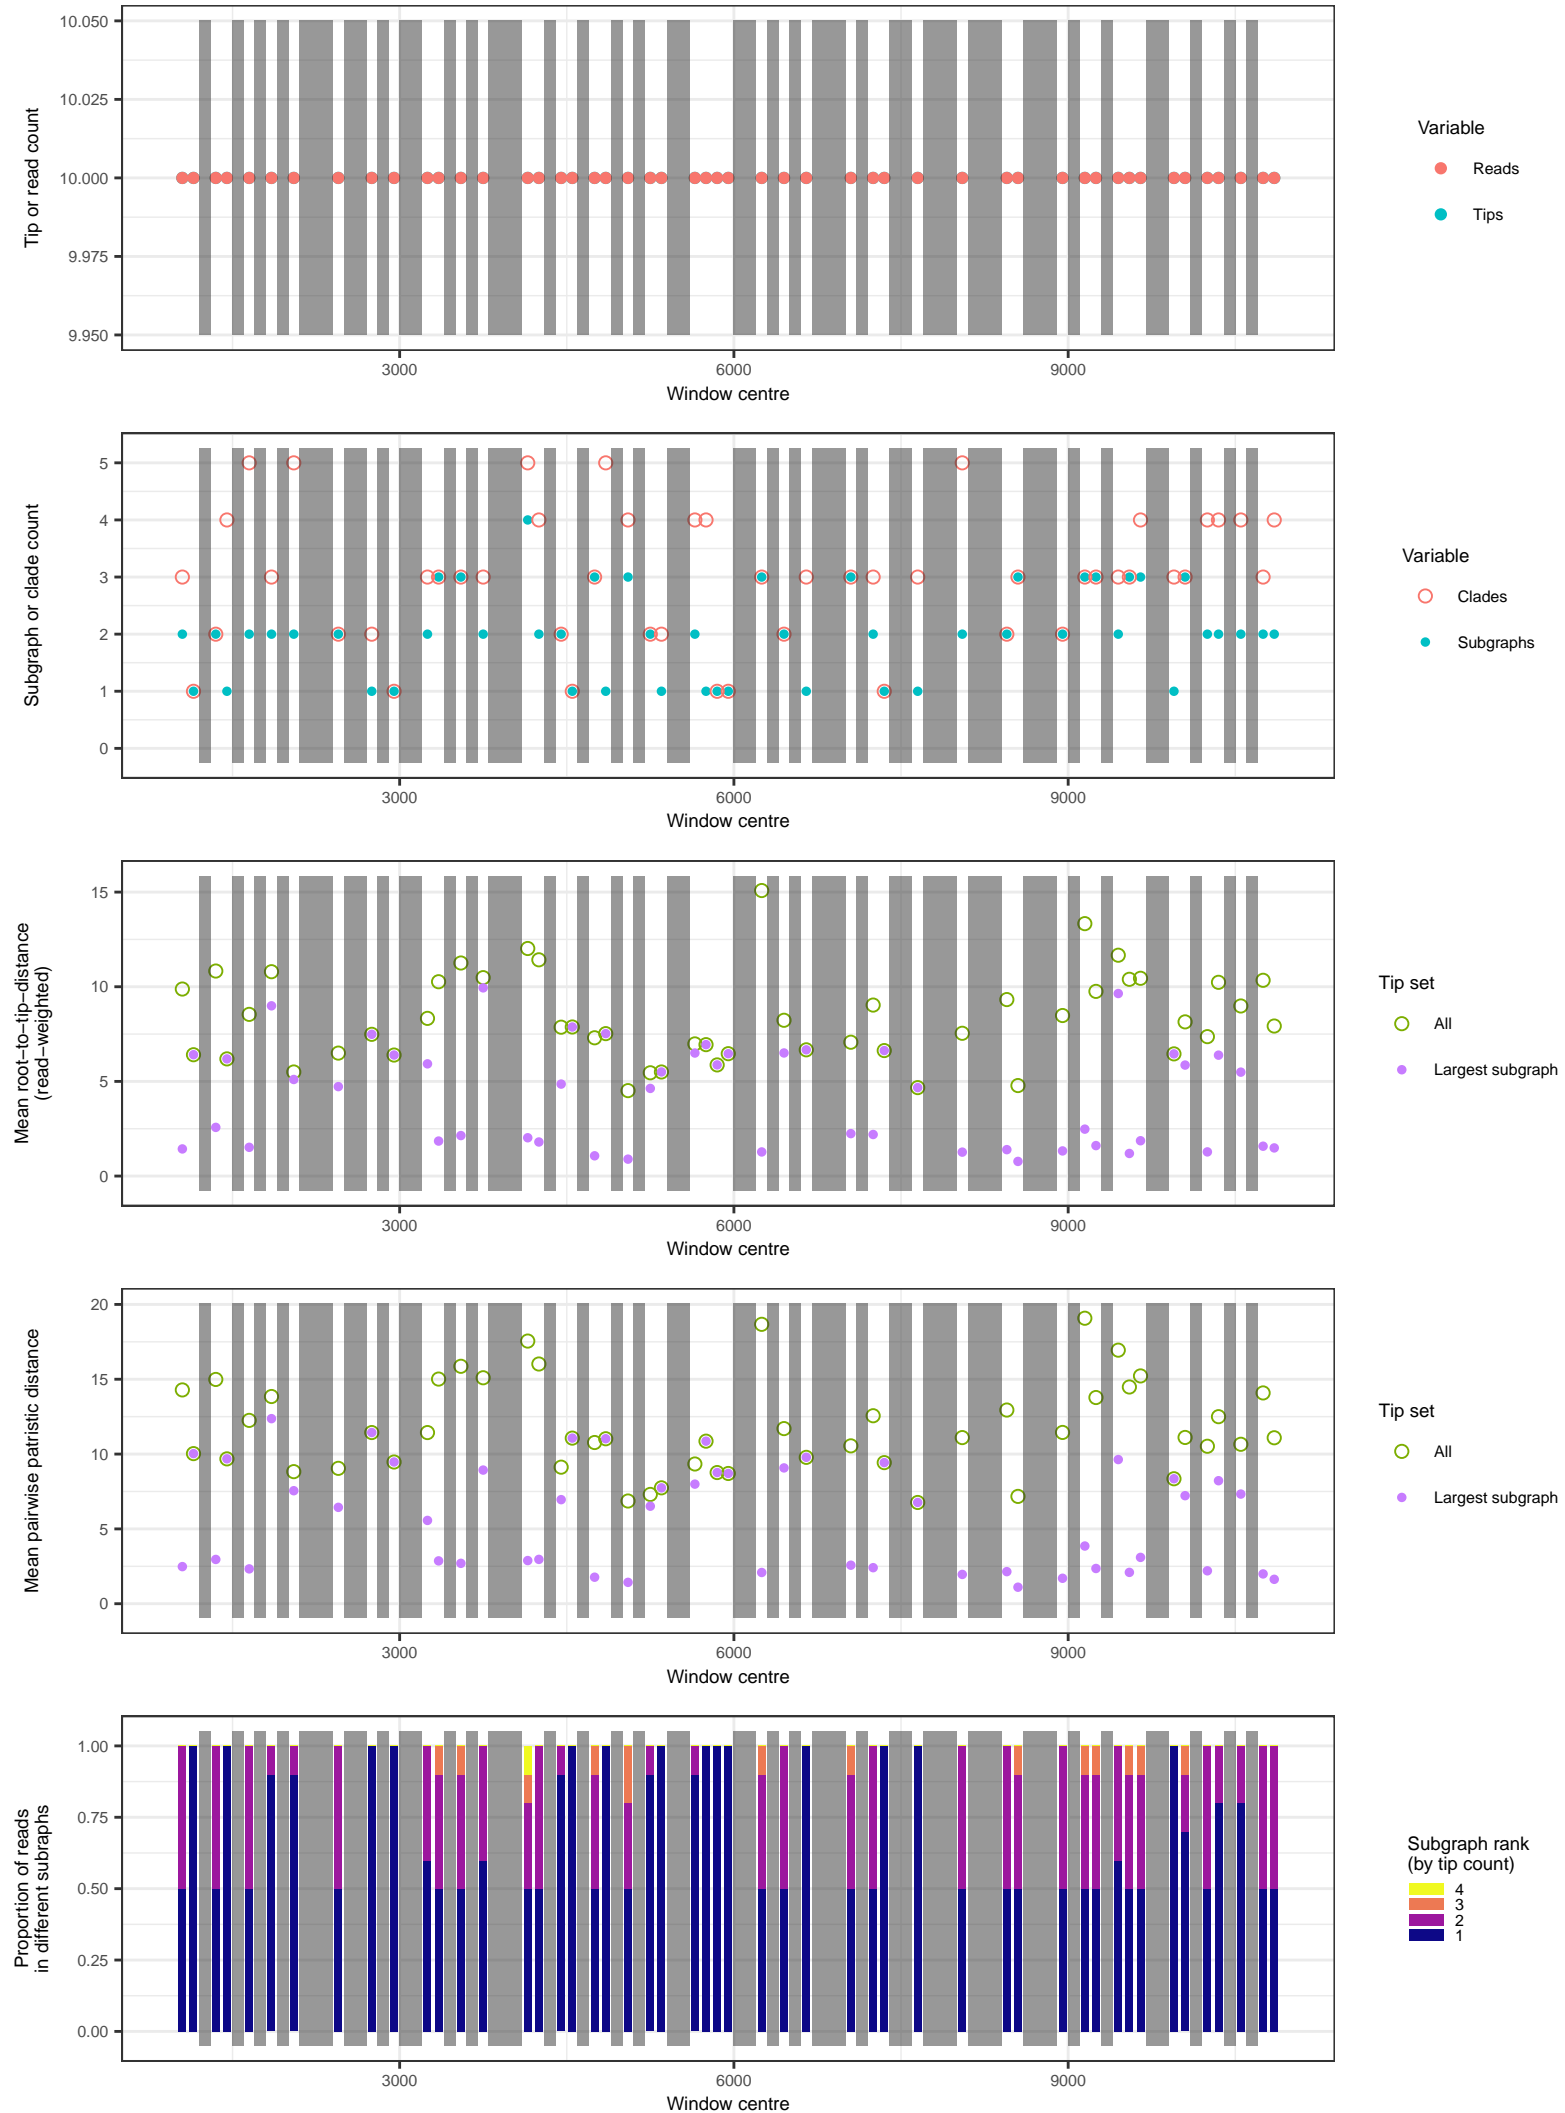 10.050
10.025
10.000
9.975
9.950
Tip or read count
3000
6000
9000
Window centre
Variable
Reads
Tips
5
4
3
2
1
0
Subgraph or clade count
3000
6000
9000
Window centre
Variable
Clades
Subgraphs
15
10
5
0
Mean root−to−tip−distance
(read−weighted)
3000
6000
9000
Window centre
Tip set
All
Largest subgraph
20
15
10
5
0
Mean pairwise patristic distance
3000
6000
9000
Window centre
Tip set
All
Largest subgraph
1.00
0.75
0.50
0.25
0.00
Proportion of reads
in different subraphs
3000
6000
9000
Window centre
Subgraph rank
(by tip count)
4
3
2
1